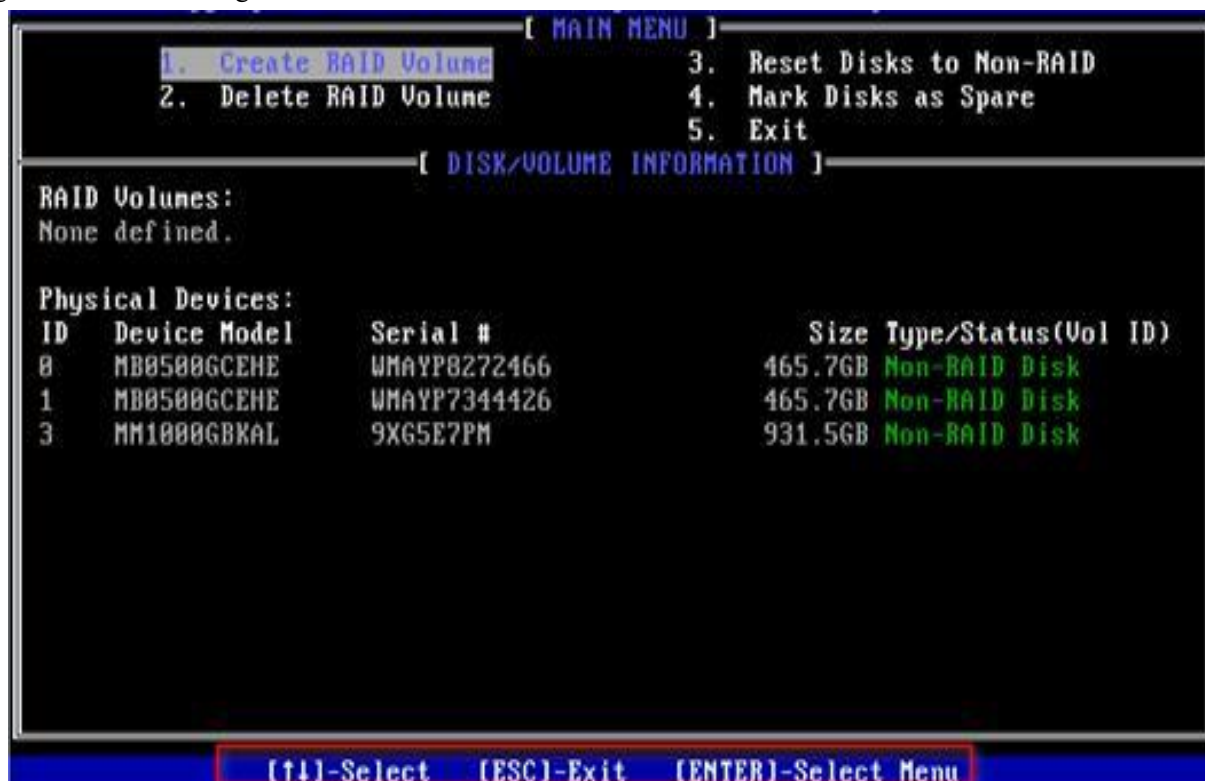 [ MAIN MENU ]
1. Create RAID Volume 3. Reset Disks to Non-RAID
2. Delete RAID Volume 4. Mark Disks as Spare
5. Exit
[ DISK/VOLUME INFORMATION ]
RAID Volumes:
None defined.
Physical Devices:
ID Device Model Serial # Size Type/Status(Vol ID)
0 MB0500GCEHE WMAYP8272466 465.7GB Non-RAID Disk
1 MB0500GCEHE WMAYP7344426 465.7GB Non-RAID Disk
3 MM1000GBKAL 9XG5E7PM 931.5GB Non-RAID Disk
[↑↓]-Select [ESC]-Exit [ENTER]-Select Menu